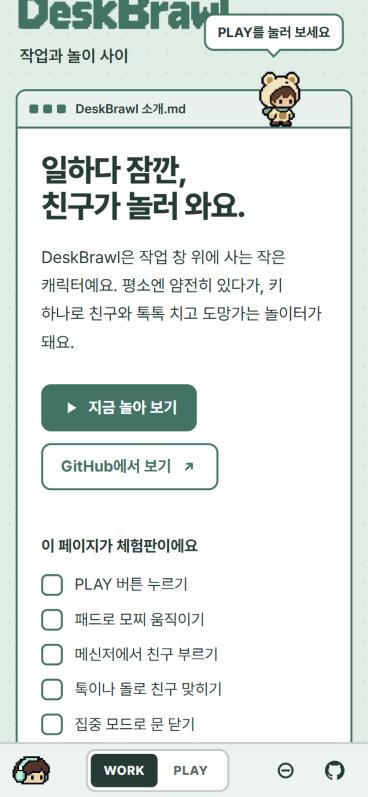 DeskBrawl
PLAY를 눌러 보세요
작업과 놀이 사이
DeskBrawl 소개.md
일하다 잠깐,
친구가 놀러 와요.
DeskBrawl은 작업 창 위에 사는 작은
캐릭터예요. 평소엔 얌전히 있다가, 키
하나로 친구와 톡톡 치고 도망가는 놀이터가
돼요.
지금 놀아 보기
GitHub에서 보기
이 페이지가 체험판이에요
PLAY 버튼 누르기
패드로 모찌 움직이기
메신저에서 친구 부르기
톡이나 돌로 친구 맞히기
집중 모드로 문 닫기
WORK PLAY